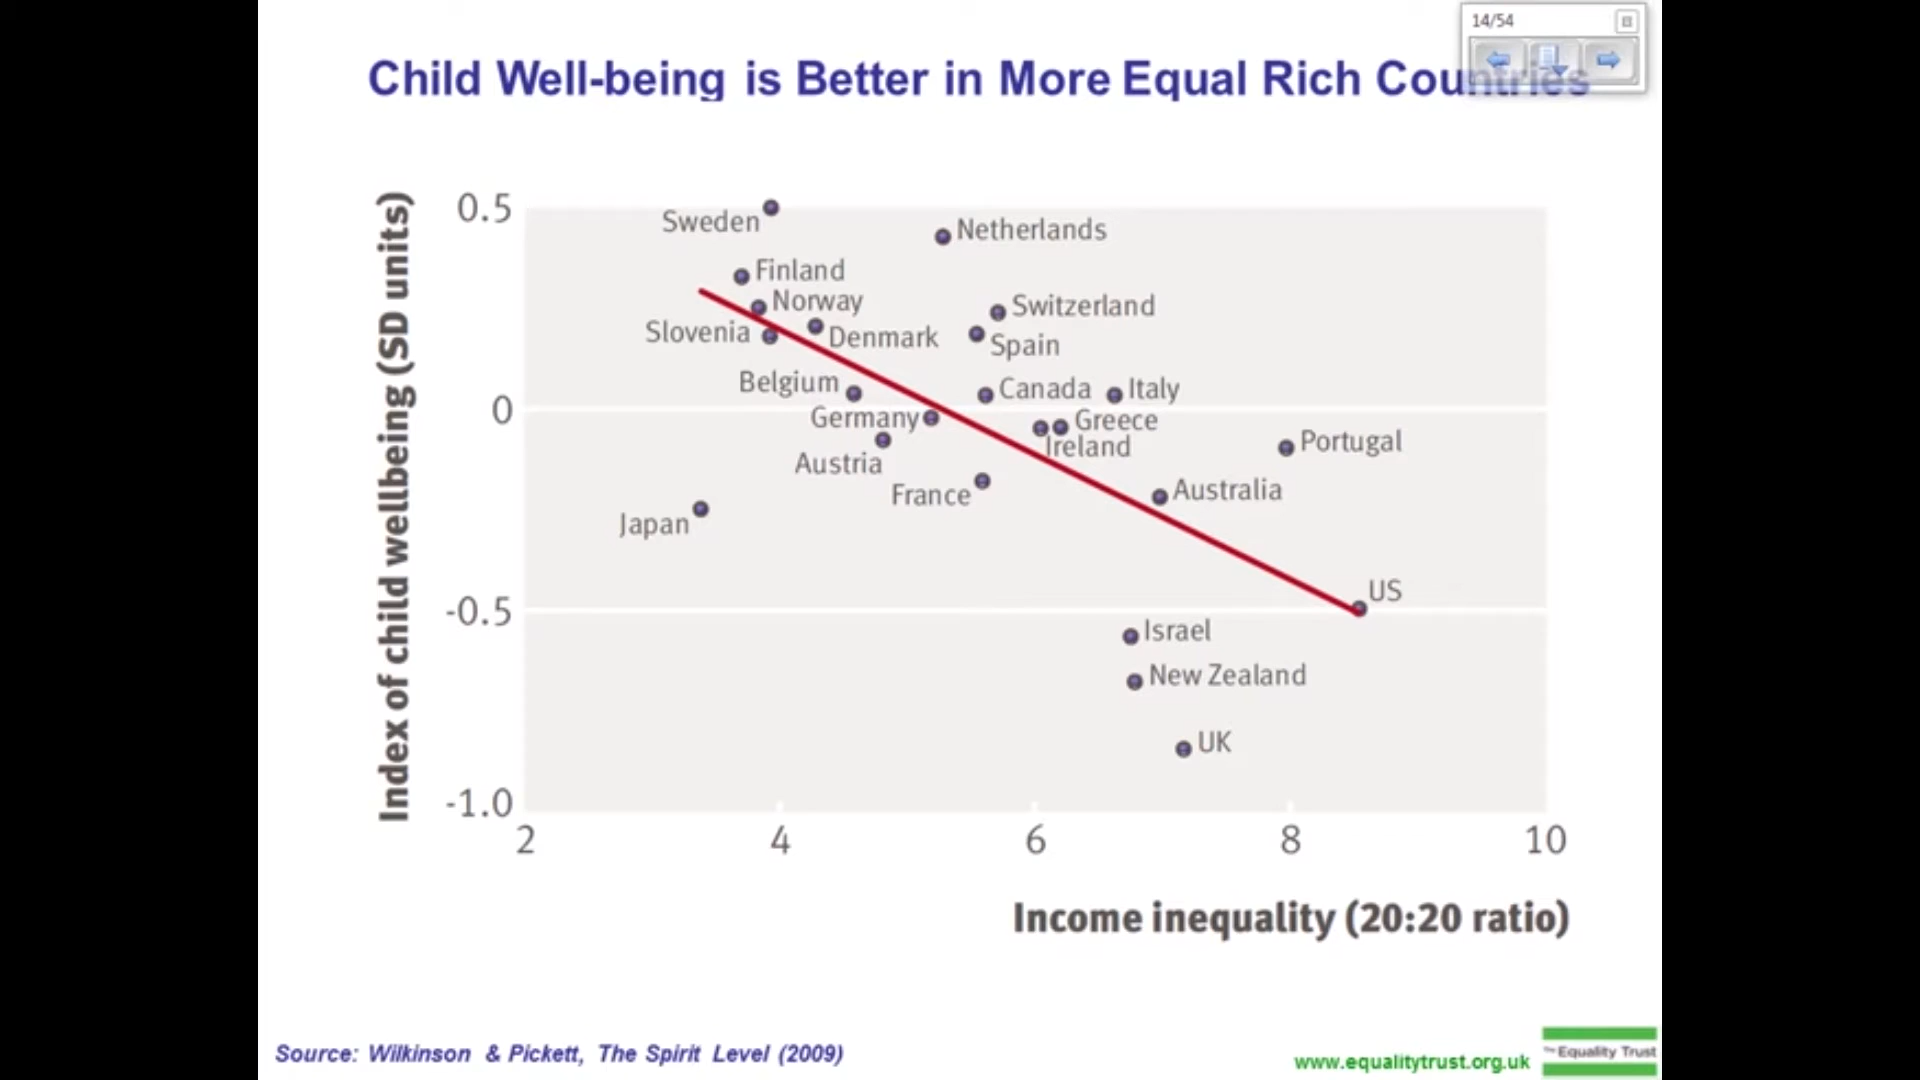 14/54
Child Well-being is Better in More Equal Rich Countries
Index of child wellbeing (SD units)
0.5
0
-0.5
-1.0
Sweden
Netherlands
Finland
Norway
Switzerland
Slovenia
Denmark
Spain
Belgium
Canada
Italy
Germany
Greece
Ireland
Portugal
Austria
France
Australia
Japan
US
Israel
New Zealand
UK
2 4 6 8 10
Income inequality (20:20 ratio)
Source: Wilkinson & Pickett, The Spirit Level (2009)
www.equalitytrust.org.uk
The Equality Trust